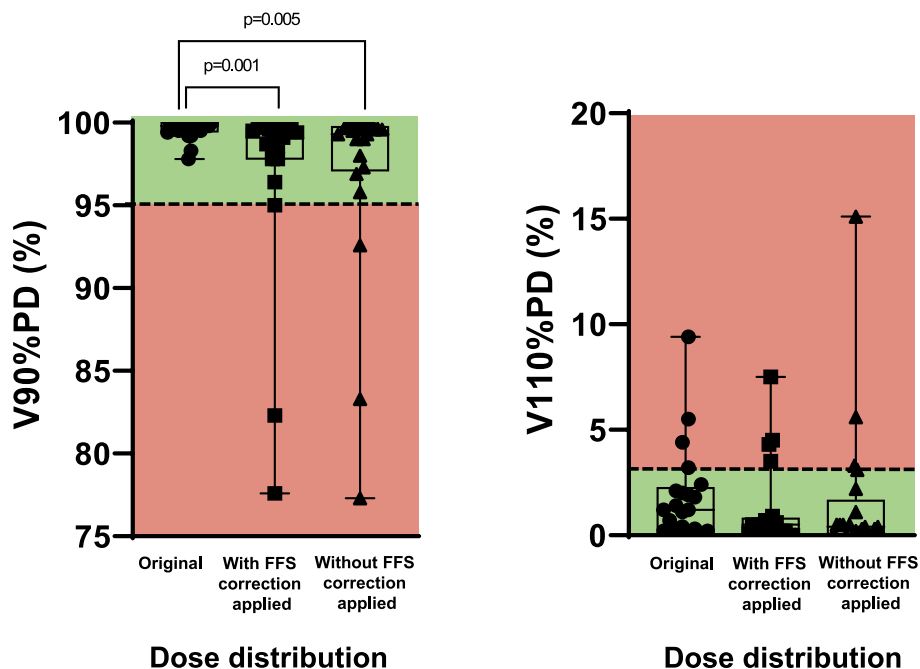 p=0.005
p=0.001
V90%PD (%)
100
95
90
85
80
75
Original
With FFS
correction
applied
Without FFS
correction
applied
Dose distribution
V110%PD (%)
20
15
10
5
0
Original
With FFS
correction
applied
Without FFS
correction
applied
Dose distribution